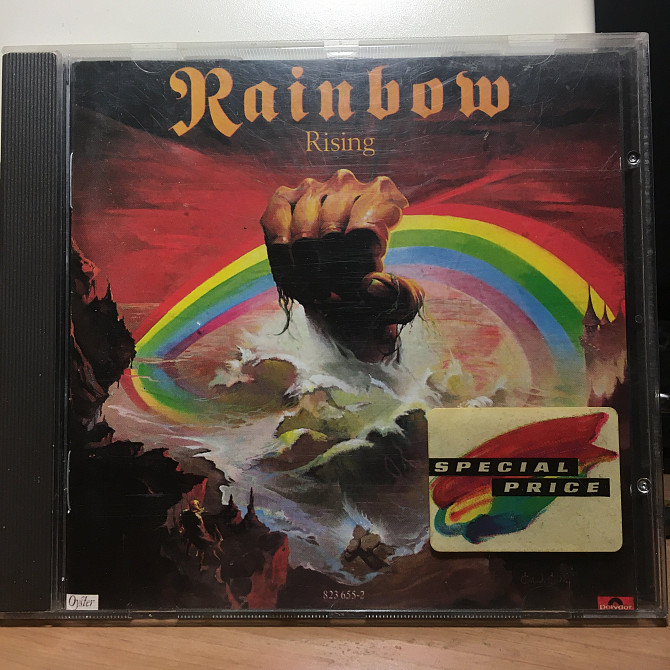 Rainbow
Rising
SPECIAL
PRICE
823 655-2
Oyster
Polydor